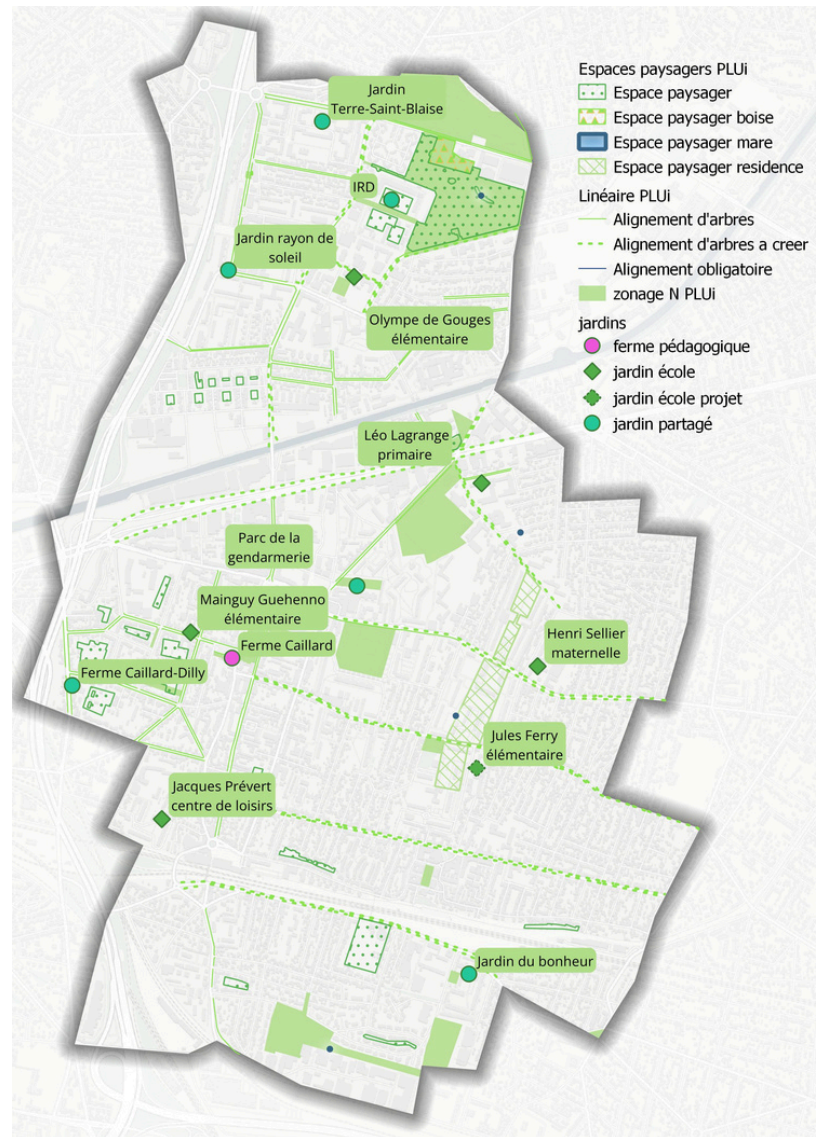 Jardin
Terre-Saint-Blaise
IRD
Jardin rayon de
soleil
Olympe de Gouges
élémentaire
Léo Lagrange
primaire
Parc de la
gendarmerie
Mainguy Guehenno
élémentaire
Ferme Caillard
Henri Sellier
maternelle
Ferme Caillard-Dilly
Jules Ferry
élémentaire
Jacques Prévert
centre de loisirs
Jardin du bonheur
Espaces paysagers PLUi
Espace paysager
Espace paysager boise
Espace paysager mare
Espace paysager residence
Linéaire PLUi
Alignement d'arbres
Alignement d'arbres a creer
Alignement obligatoire
zonage N PLUi
jardins
ferme pédagogique
jardin école
jardin école projet
jardin partagé